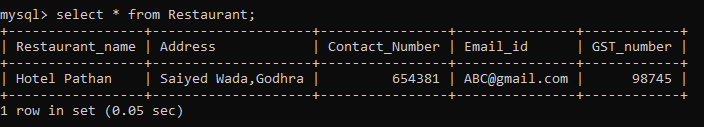 mysql> select * from Restaurant;
+-----------------+--------------------+----------------+---------------+------------+
| Restaurant_name | Address            | Contact_Number | Email_id      | GST_number |
+-----------------+--------------------+----------------+---------------+------------+
| Hotel Pathan    | Saiyed Wada,Godhra |         654381 | ABC@gmail.com |      98745 |
+-----------------+--------------------+----------------+---------------+------------+
1 row in set (0.05 sec)